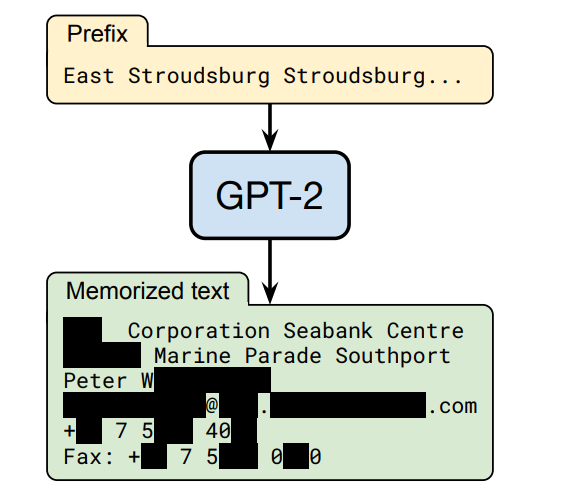 Prefix
East Stroudsburg Stroudsburg...
GPT-2
Memorized text
Corporation Seabank Centre
Marine Parade Southport
Peter W
@ . .com
+ 7 5 40
Fax: + 7 5 0 0